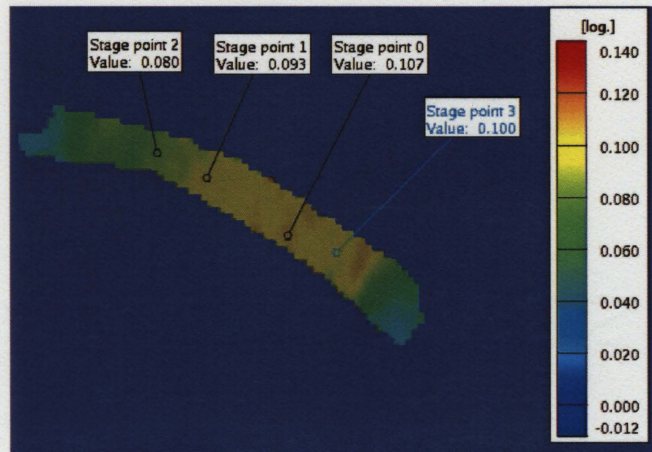 Stage point 2
Value: 0.080
Stage point 1
Value: 0.093
Stage point 0
Value: 0.107
Stage point 3
Value: 0.100
[log.]
0.140
0.120
0.100
0.080
0.060
0.040
0.020
0.000
-0.012